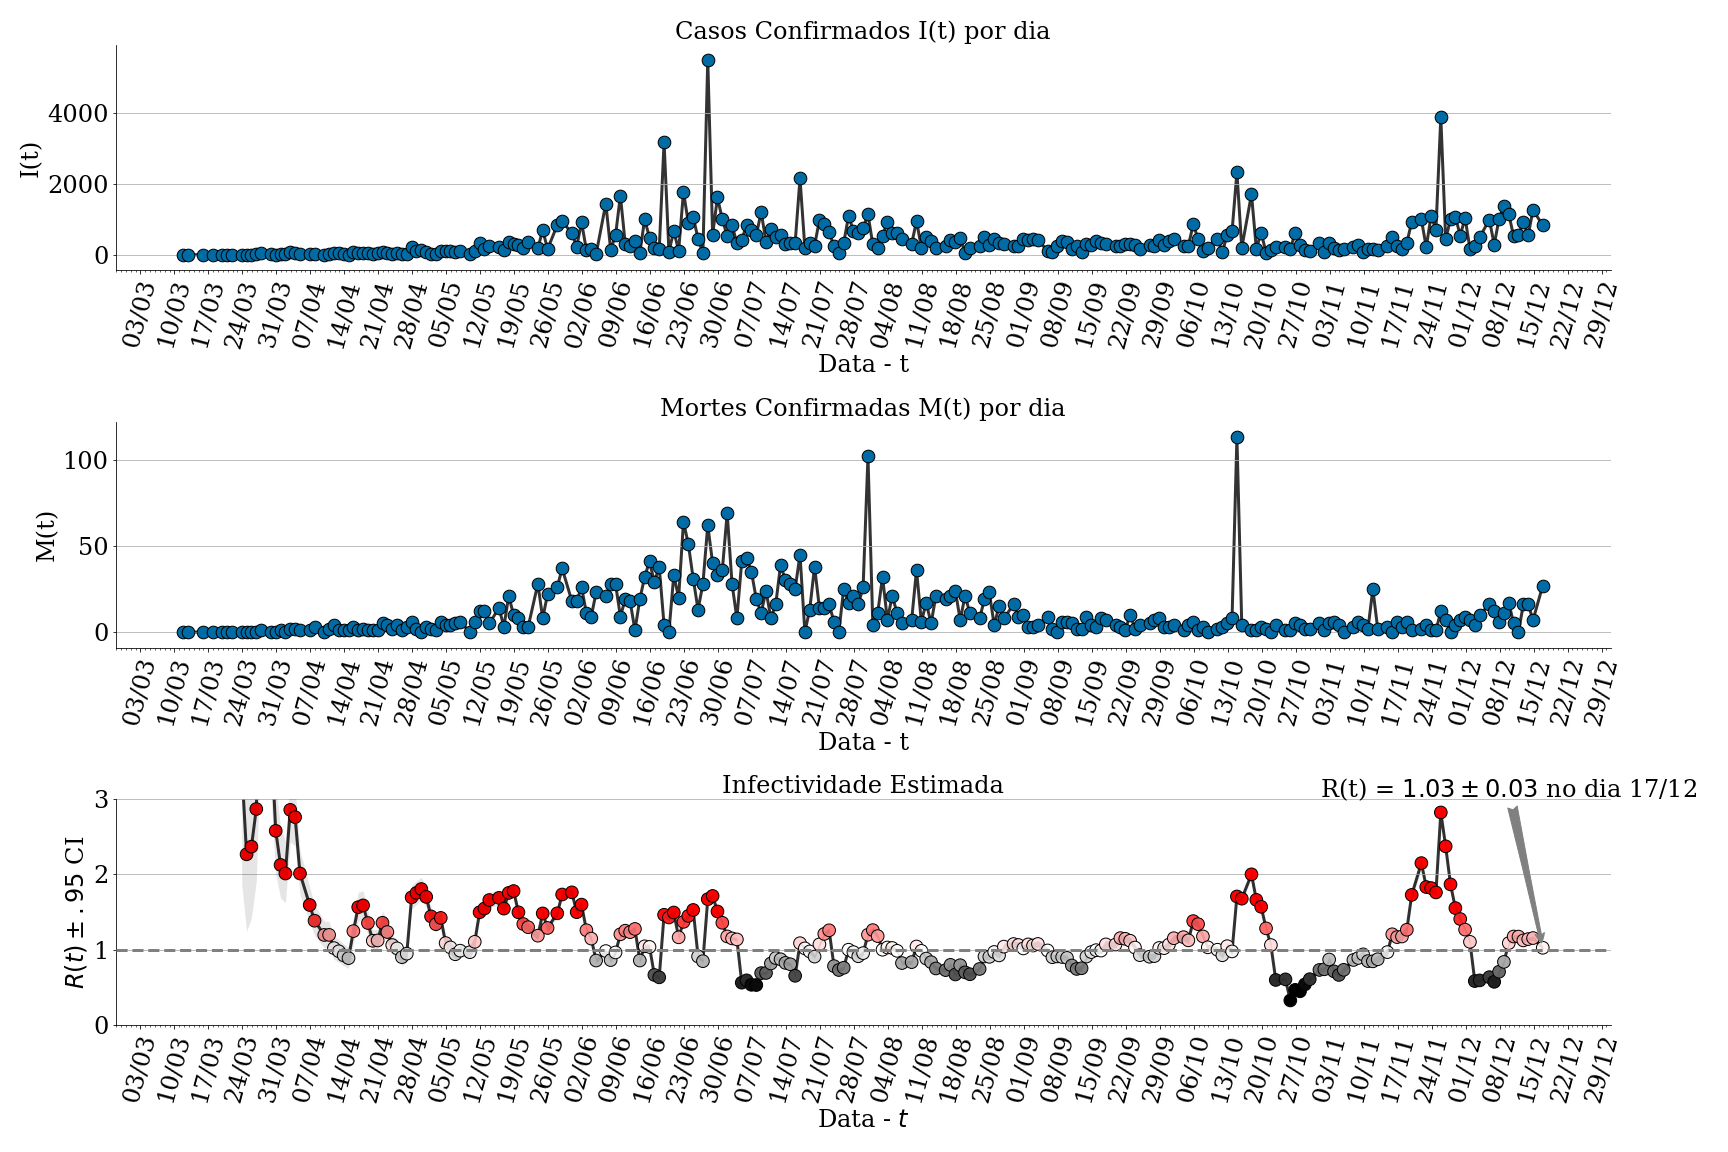 Casos Confirmados I(t) por dia
I(t)
4000
2000
0
03/03 10/03 17/03 24/03 31/03 07/04 14/04 21/04 28/04 05/05 12/05 19/05 26/05 02/06 09/06 16/06 23/06 30/06 07/07 14/07 21/07 28/07 04/08 11/08 18/08 25/08 01/09 08/09 15/09 22/09 29/09 06/10 13/10 20/10 27/10 03/11 10/11 17/11 24/11 01/12 08/12 15/12 22/12 29/12
Data - t
Mortes Confirmadas M(t) por dia
M(t)
100
50
0
03/03 10/03 17/03 24/03 31/03 07/04 14/04 21/04 28/04 05/05 12/05 19/05 26/05 02/06 09/06 16/06 23/06 30/06 07/07 14/07 21/07 28/07 04/08 11/08 18/08 25/08 01/09 08/09 15/09 22/09 29/09 06/10 13/10 20/10 27/10 03/11 10/11 17/11 24/11 01/12 08/12 15/12 22/12 29/12
Data - t
Infectividade Estimada
R(t) = 1.03 ± 0.03 no dia 17/12
R(t) ± .95 CI
3
2
1
0
03/03 10/03 17/03 24/03 31/03 07/04 14/04 21/04 28/04 05/05 12/05 19/05 26/05 02/06 09/06 16/06 23/06 30/06 07/07 14/07 21/07 28/07 04/08 11/08 18/08 25/08 01/09 08/09 15/09 22/09 29/09 06/10 13/10 20/10 27/10 03/11 10/11 17/11 24/11 01/12 08/12 15/12 22/12 29/12
Data - t